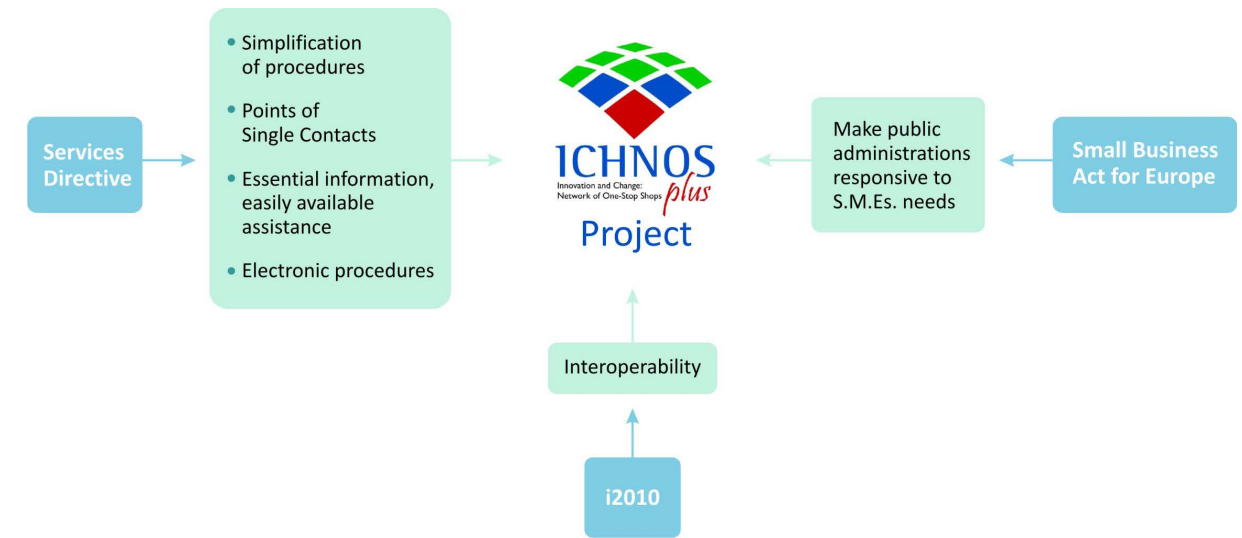 Services
Directive
• Simplification
of procedures
• Points of
Single Contacts
• Essential information,
easily available
assistance
• Electronic procedures
ICHNOS
Innovation and Change:
Network of One-Stop Shops plus
Project
Make public
administrations
responsive to
S.M.Es. needs
Small Business
Act for Europe
Interoperability
i2010